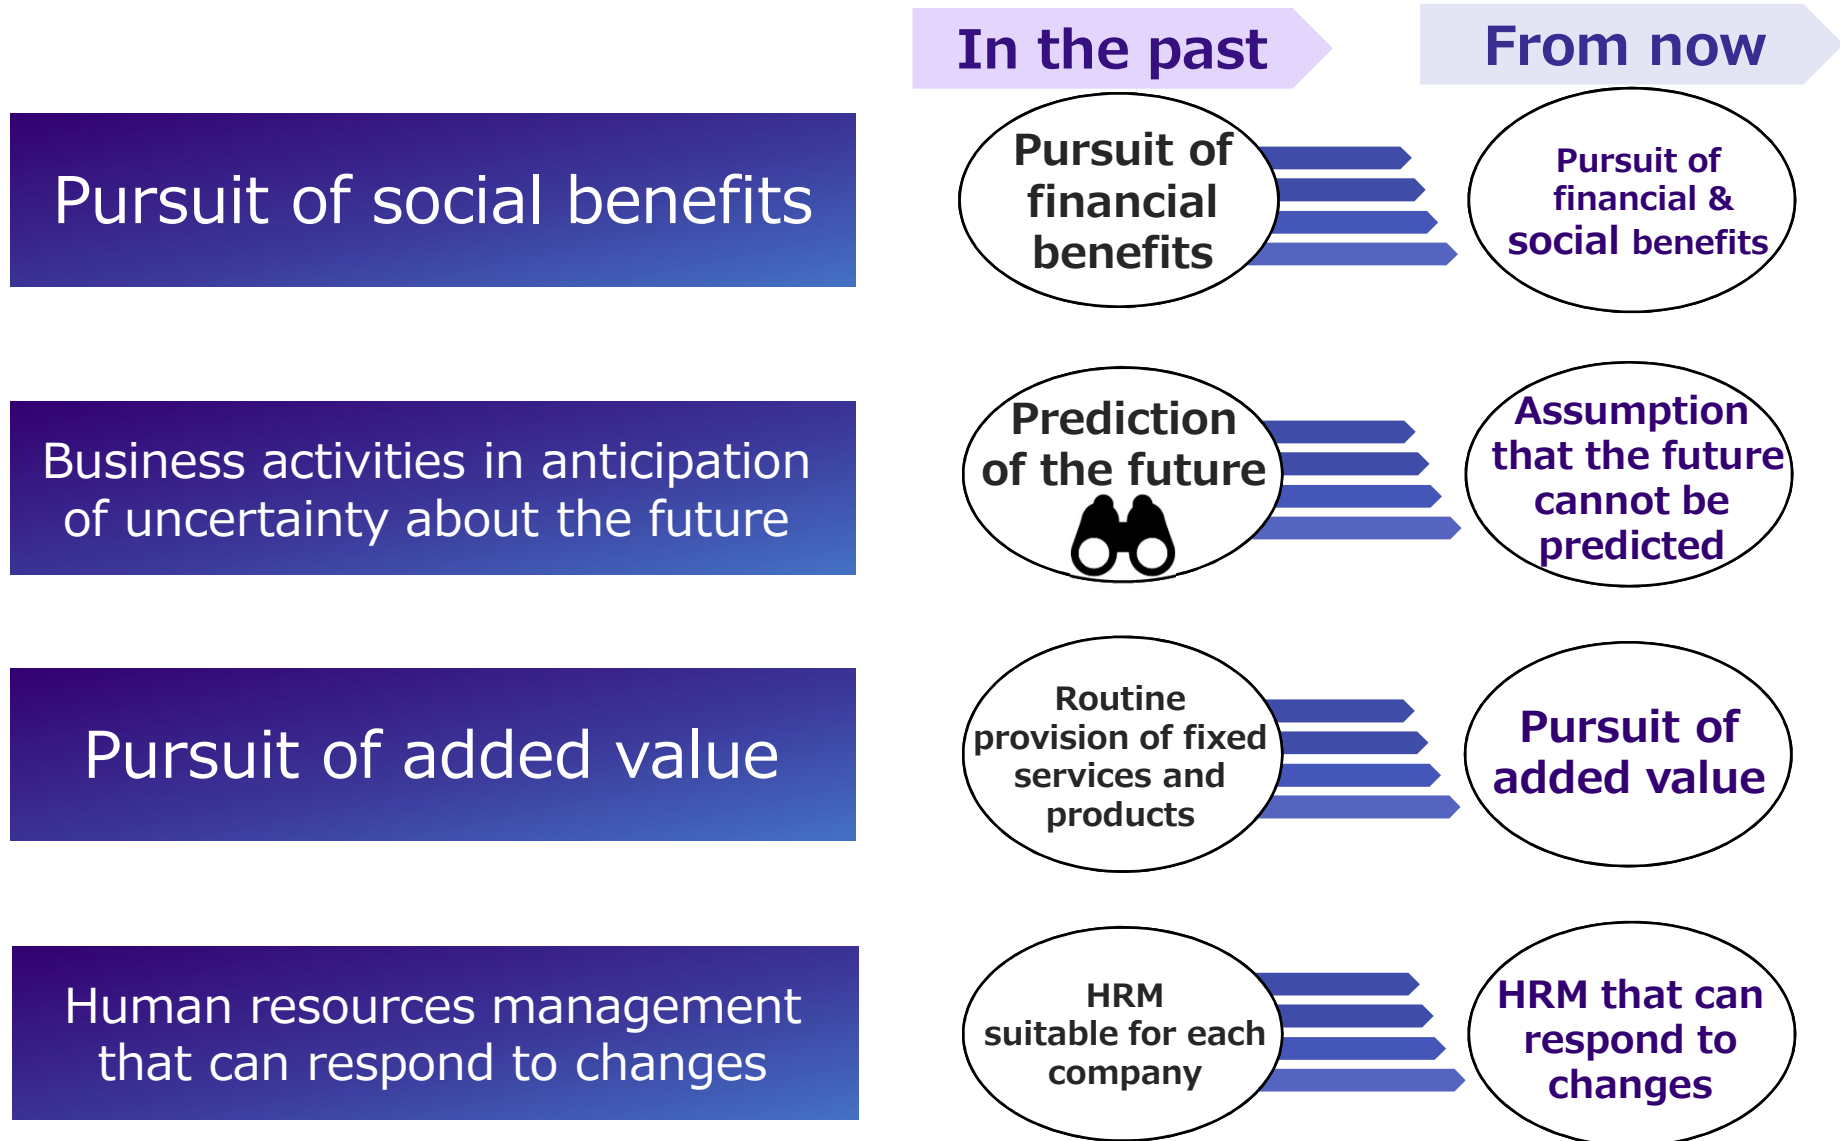 In the past
From now
Pursuit of social benefits
Pursuit of
financial
benefits
Pursuit of
financial &
social benefits
Business activities in anticipation
of uncertainty about the future
Prediction
of the future
Assumption
that the future
cannot be
predicted
Pursuit of added value
Routine
provision of fixed
services and
products
Pursuit of
added value
Human resources management
that can respond to changes
HRM
suitable for each
company
HRM that can
respond to
changes